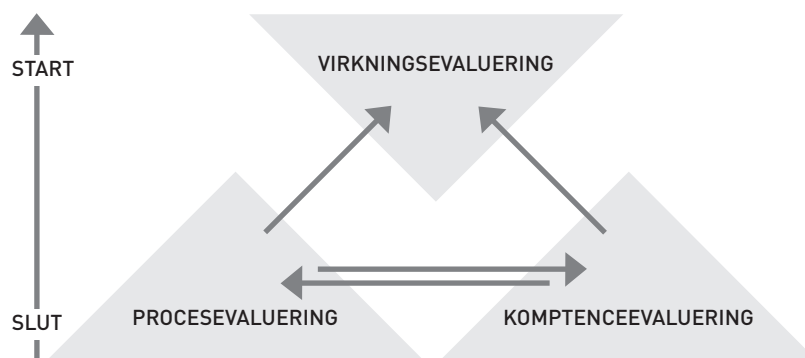 START
VIRKNINGSEVALUERING
SLUT
PROCESEVALUERING
KOMPTENCEEVALUERING